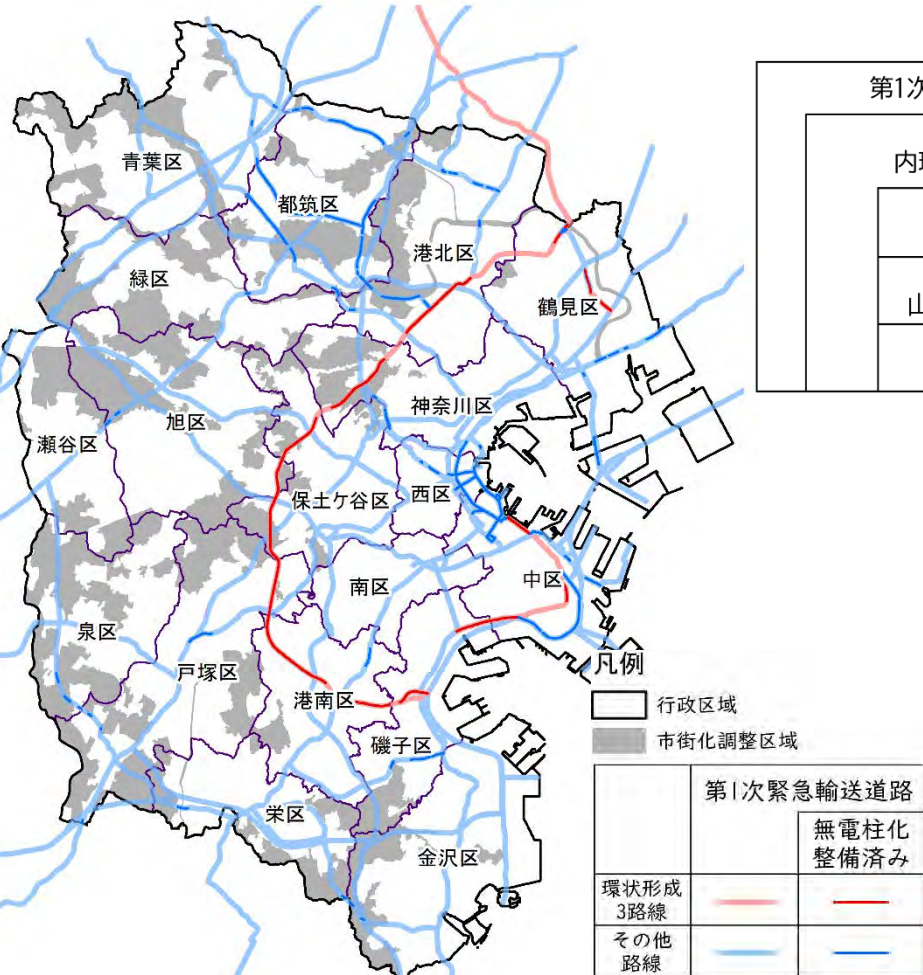 青葉区
都筑区
港北区
緑区
鶴見区
神奈川区
旭区
瀬谷区
保土ケ谷区
西区
中区
南区
泉区
戸塚区
港南区
磯子区
栄区
金沢区
第1次
内
山
凡例
行政区域
市街化調整区域
第1次緊急輸送道路
無電柱化
整備済み
環状形成
3路線
その他
路線